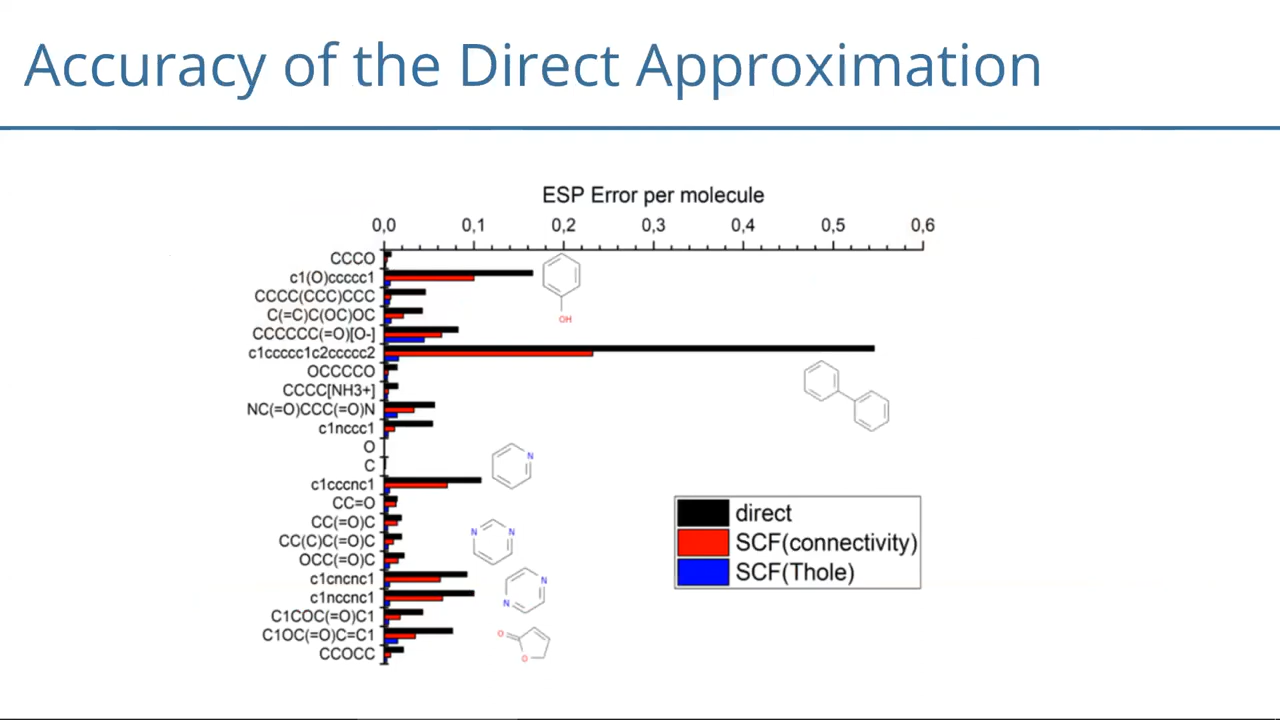 Accuracy of the Direct Approximation
ESP Error per molecule
0,0 0,1 0,2 0,3 0,4 0,5 0,6
CCCO
c1(O)ccccc1
CCCC(CCC)CCC
C(=C)C(OC)OC
CCCCCC(=O)[O-]
c1ccccc1c2ccccc2
OCCCCO
CCCC[NH3+]
NC(=O)CCC(=O)N
c1nccc1
O
C
c1cccnc1
CC=O
CC(=O)C
CC(C)C(=O)C
OCC(=O)C
c1cncnc1
c1nccnc1
C1COC(=O)C1
C1OC(=O)C=C1
CCOCC
OH
N
N N
N
N
O
O
direct
SCF(connectivity)
SCF(Thole)